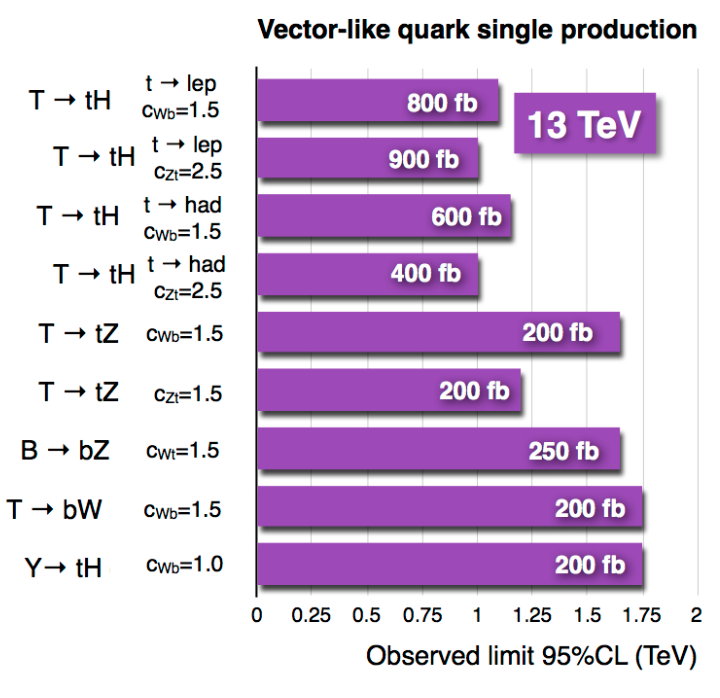 Vector-like quark single production
T → tH t → lep cWb=1.5 800 fb
13 TeV
T → tH t → lep cZt=2.5 900 fb
T → tH t → had cWb=1.5 600 fb
T → tH t → had cZt=2.5 400 fb
T → tZ cWb=1.5 200 fb
T → tZ cZt=1.5 200 fb
B → bZ cWt=1.5 250 fb
T → bW cWb=1.5 200 fb
Y→ tH cWb=1.0 200 fb
0 0.25 0.5 0.75 1 1.25 1.5 1.75 2
Observed limit 95%CL (TeV)